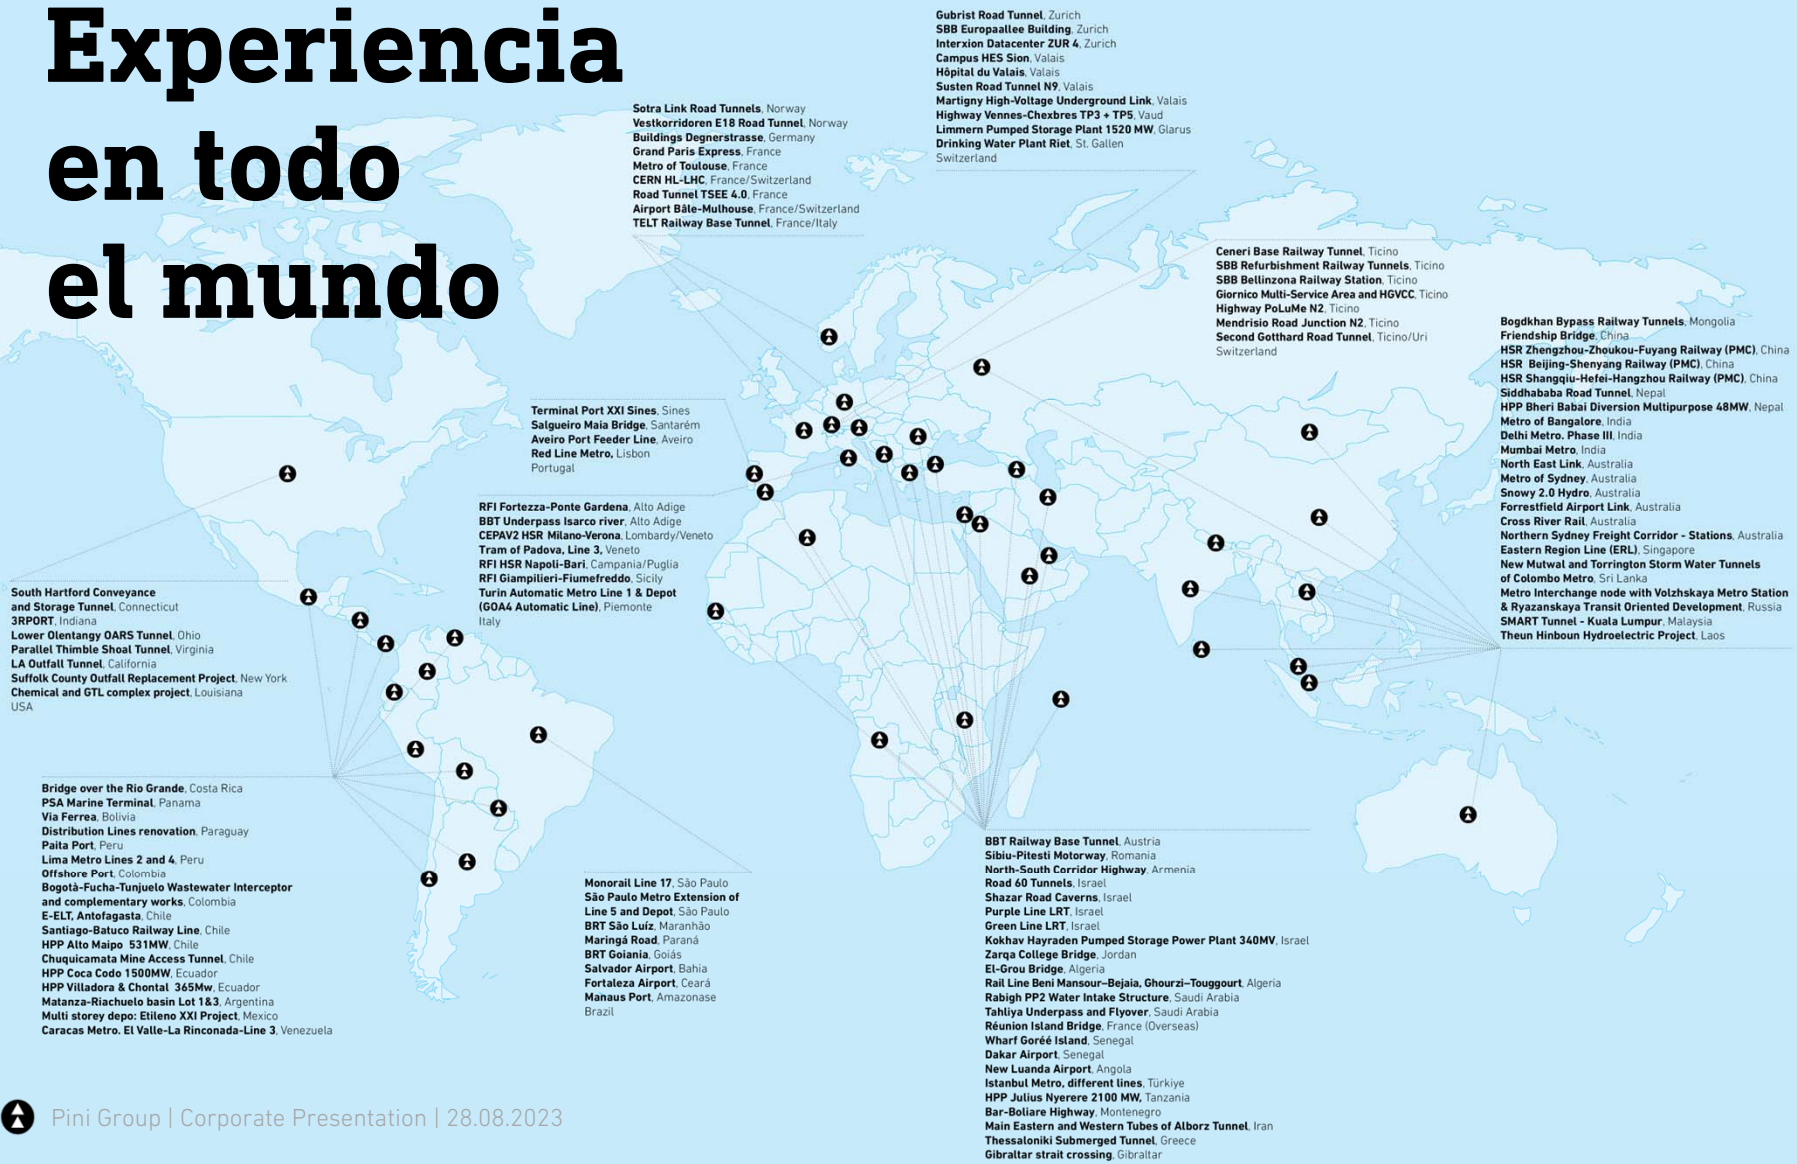 Experiencia
en todo
el mundo
Gubrist Road Tunnel, Zurich
SBB Europaallee Building, Zurich
Interxion Datacenter ZUR 4, Zurich
Campus HES Sion, Valais
Hôpital du Valais, Valais
Susten Road Tunnel N9, Valais
Martigny High-Voltage Underground Link, Valais
Highway Vennes-Chexbres TP3 + TP5, Vaud
Limmern Pumped Storage Plant 1520 MW, Glarus
Drinking Water Plant Riet, St. Gallen
Switzerland
Sotra Link Road Tunnels, Norway
Vestkorridoren E18 Road Tunnel, Norway
Buildings Degnerstrasse, Germany
Grand Paris Express, France
Metro of Toulouse, France
CERN HL-LHC, France/Switzerland
Road Tunnel TSEE 4.0, France
Airport Bâle-Mulhouse, France/Switzerland
TELT Railway Base Tunnel, France/Italy
Ceneri Base Railway Tunnel, Ticino
SBB Refurbishment Railway Tunnels, Ticino
SBB Bellinzona Railway Station, Ticino
Giornico Multi-Service Area and HGVCC, Ticino
Highway PoLuMe N2, Ticino
Mendrisio Road Junction N2, Ticino
Second Gotthard Road Tunnel, Ticino/Uri
Switzerland
Bogdkhan Bypass Railway Tunnels, Mongolia
Friendship Bridge, China
HSR Zhengzhou-Zhoukou-Fuyang Railway (PMC), China
HSR Beijing-Shenyang Railway (PMC), China
HSR Shangqiu-Hefei-Hangzhou Railway (PMC), China
Siddhababa Road Tunnel, Nepal
HPP Bheri Babai Diversion Multipurpose 48MW, Nepal
Metro of Bangalore, India
Delhi Metro. Phase III, India
Mumbai Metro, India
North East Link, Australia
Metro of Sydney, Australia
Snowy 2.0 Hydro, Australia
Forrestfield Airport Link, Australia
Cross River Rail, Australia
Northern Sydney Freight Corridor - Stations, Australia
Eastern Region Line (ERL), Singapore
New Mutwal and Torrington Storm Water Tunnels
of Colombo Metro, Sri Lanka
Metro Interchange node with Volzhskaya Metro Station
& Ryazanskaya Transit Oriented Development, Russia
SMART Tunnel - Kuala Lumpur, Malaysia
Theun Hinboun Hydroelectric Project, Laos
Terminal Port XXI Sines, Sines
Salgueiro Maia Bridge, Santarém
Aveiro Port Feeder Line, Aveiro
Red Line Metro, Lisbon
Portugal
RFI Fortezza-Ponte Gardena, Alto Adige
BBT Underpass Isarco river, Alto Adige
CEPAV2 HSR Milano-Verona, Lombardy/Veneto
Tram of Padova, Line 3, Veneto
RFI HSR Napoli-Bari, Campania/Puglia
RFI Giampilieri-Fiumefreddo, Sicily
Turin Automatic Metro Line 1 & Depot
(GOA4 Automatic Line), Piemonte
Italy
South Hartford Conveyance
and Storage Tunnel, Connecticut
3RPORT, Indiana
Lower Olentangy OARS Tunnel, Ohio
Parallel Thimble Shoal Tunnel, Virginia
LA Outfall Tunnel, California
Suffolk County Outfall Replacement Project, New York
Chemical and GTL complex project, Louisiana
USA
Bridge over the Rio Grande, Costa Rica
PSA Marine Terminal, Panama
Via Ferrea, Bolivia
Distribution Lines renovation, Paraguay
Paita Port, Peru
Lima Metro Lines 2 and 4, Peru
Offshore Port, Colombia
Bogotà-Fucha-Tunjuelo Wastewater Interceptor
and complementary works, Colombia
E-ELT, Antofagasta, Chile
Santiago-Batuco Railway Line, Chile
HPP Alto Maipo 531MW, Chile
Chuquicamata Mine Access Tunnel, Chile
HPP Coca Codo 1500MW, Ecuador
HPP Villadora & Chontal 365Mw, Ecuador
Matanza-Riachuelo basin Lot 1&3, Argentina
Multi storey depo: Etileno XXI Project, Mexico
Caracas Metro. El Valle-La Rinconada-Line 3, Venezuela
Monorail Line 17, São Paulo
São Paulo Metro Extension of
Line 5 and Depot, São Paulo
BRT São Luíz, Maranhão
Maringá Road, Paraná
BRT Goiania, Goiás
Salvador Airport, Bahia
Fortaleza Airport, Ceará
Manaus Port, Amazonase
Brazil
BBT Railway Base Tunnel, Austria
Sibiu-Pitesti Motorway, Romania
North-South Corridor Highway, Armenia
Road 60 Tunnels, Israel
Shazar Road Caverns, Israel
Purple Line LRT, Israel
Green Line LRT, Israel
Kokhav Hayraden Pumped Storage Power Plant 340MV, Israel
Zarqa College Bridge, Jordan
El-Grou Bridge, Algeria
Rail Line Beni Mansour–Bejaia, Ghourzi–Touggourt, Algeria
Rabigh PP2 Water Intake Structure, Saudi Arabia
Tahliya Underpass and Flyover, Saudi Arabia
Réunion Island Bridge, France (Overseas)
Wharf Goréé Island, Senegal
Dakar Airport, Senegal
New Luanda Airport, Angola
Istanbul Metro, different lines, Türkiye
HPP Julius Nyerere 2100 MW, Tanzania
Bar-Boliare Highway, Montenegro
Main Eastern and Western Tubes of Alborz Tunnel, Iran
Thessaloniki Submerged Tunnel, Greece
Gibraltar strait crossing, Gibraltar
Pini Group | Corporate Presentation | 28.08.2023